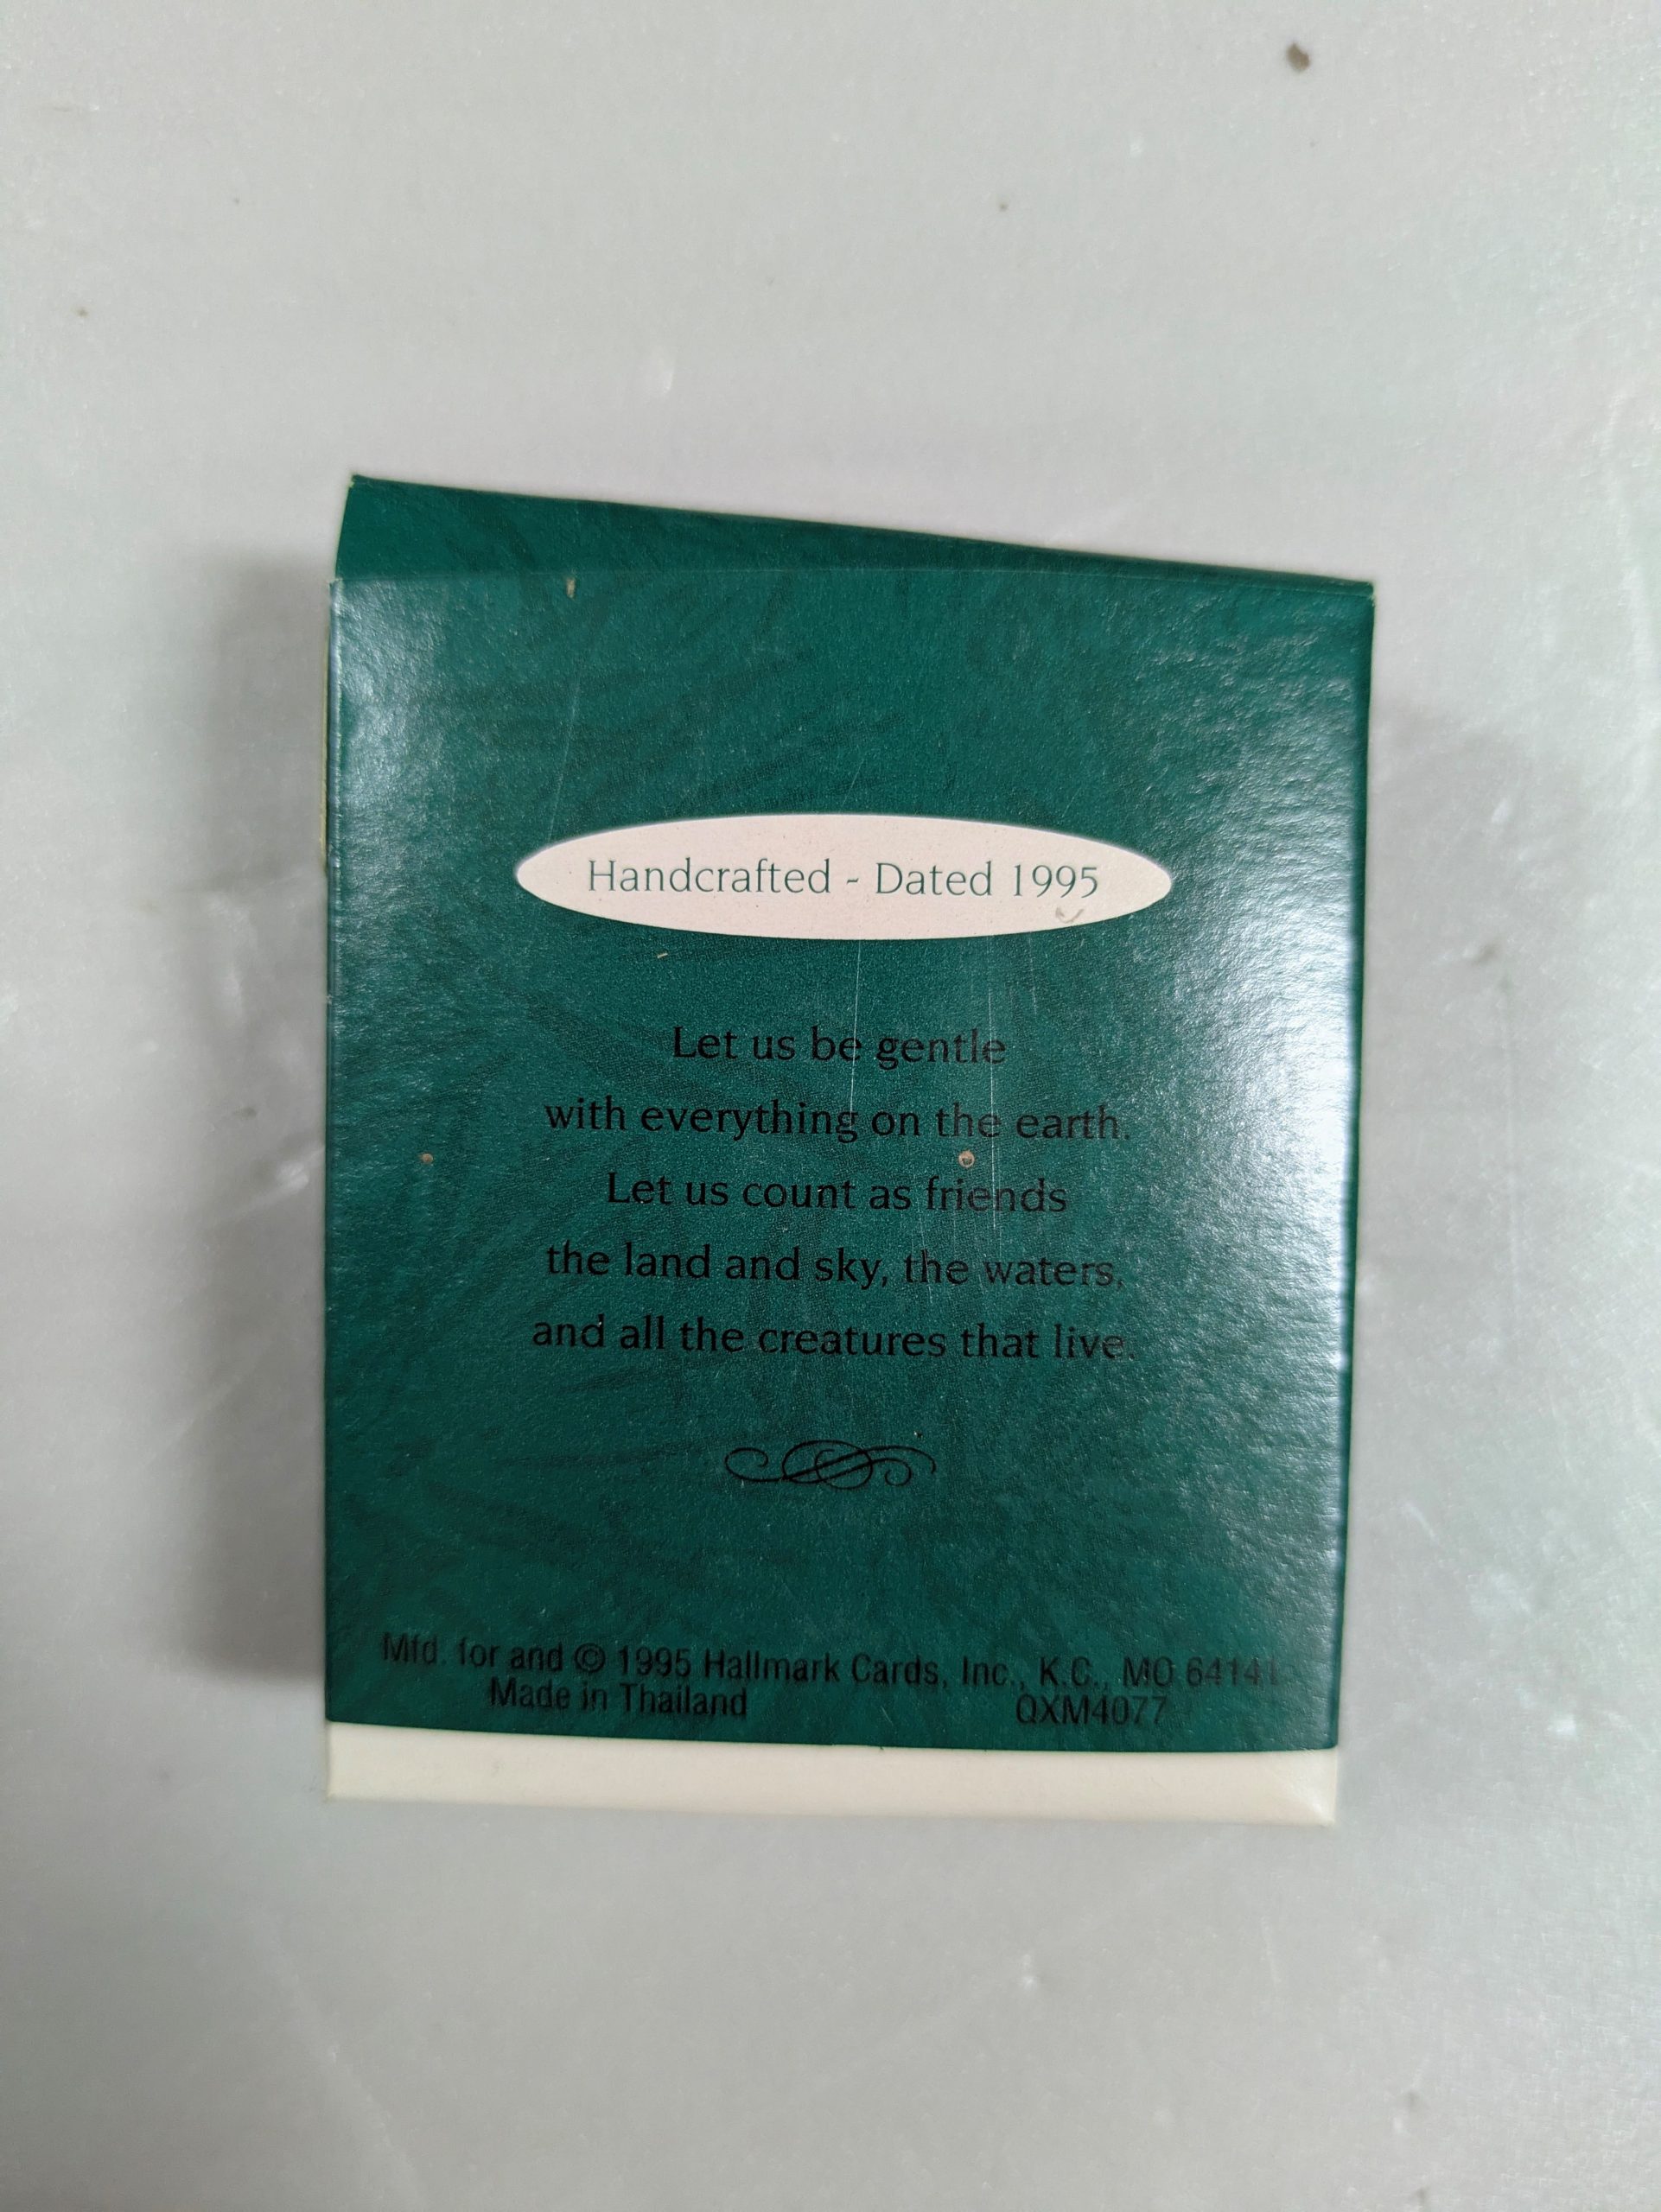 Handcrafted - Dated 1995
Let us be gentle
with everything on the earth.
Let us count as friends
the land and sky, the waters,
and all the creatures that live.
Mfd. for and © 1995 Hallmark Cards, Inc., K.C., MO 64141
Made in Thailand QXM4077